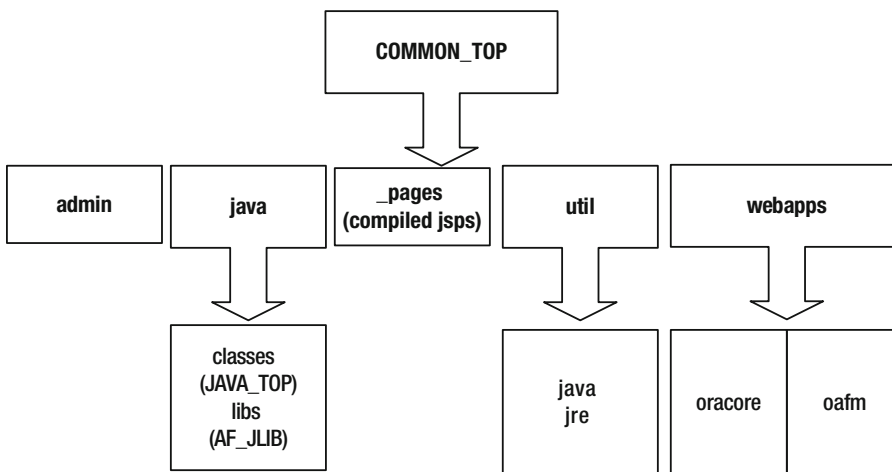 COMMON_TOP
admin
java
_pages
(compiled jsps)
util
webapps
classes
(JAVA_TOP)
libs
(AF_JLIB)
java
jre
oracore
oafm